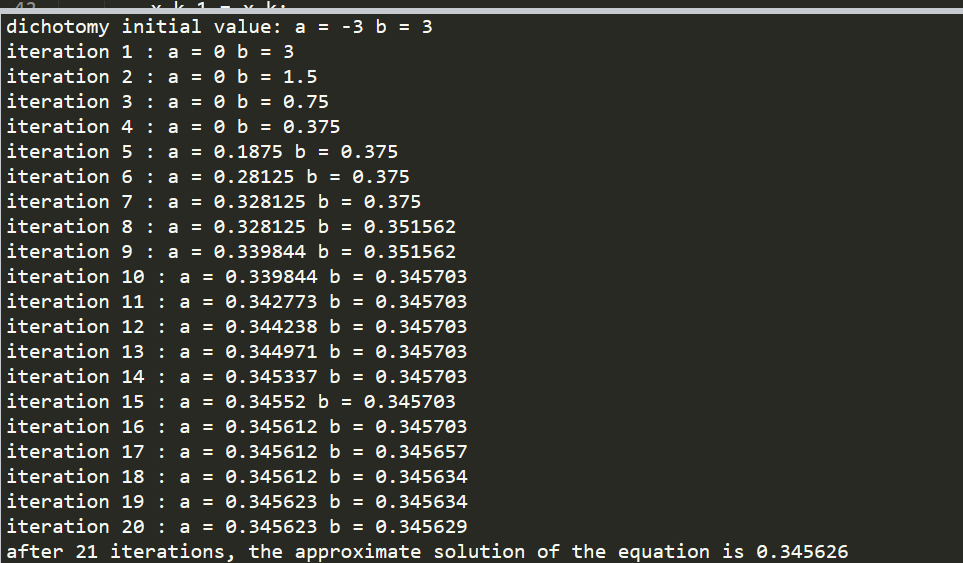 dichotomy initial value: a = -3 b = 3
iteration 1 : a = 0 b = 3
iteration 2 : a = 0 b = 1.5
iteration 3 : a = 0 b = 0.75
iteration 4 : a = 0 b = 0.375
iteration 5 : a = 0.1875 b = 0.375
iteration 6 : a = 0.28125 b = 0.375
iteration 7 : a = 0.328125 b = 0.375
iteration 8 : a = 0.328125 b = 0.351562
iteration 9 : a = 0.339844 b = 0.351562
iteration 10 : a = 0.339844 b = 0.345703
iteration 11 : a = 0.342773 b = 0.345703
iteration 12 : a = 0.344238 b = 0.345703
iteration 13 : a = 0.344971 b = 0.345703
iteration 14 : a = 0.345337 b = 0.345703
iteration 15 : a = 0.34552 b = 0.345703
iteration 16 : a = 0.345612 b = 0.345703
iteration 17 : a = 0.345612 b = 0.345657
iteration 18 : a = 0.345612 b = 0.345634
iteration 19 : a = 0.345623 b = 0.345634
iteration 20 : a = 0.345623 b = 0.345629
after 21 iterations, the approximate solution of the equation is 0.345626